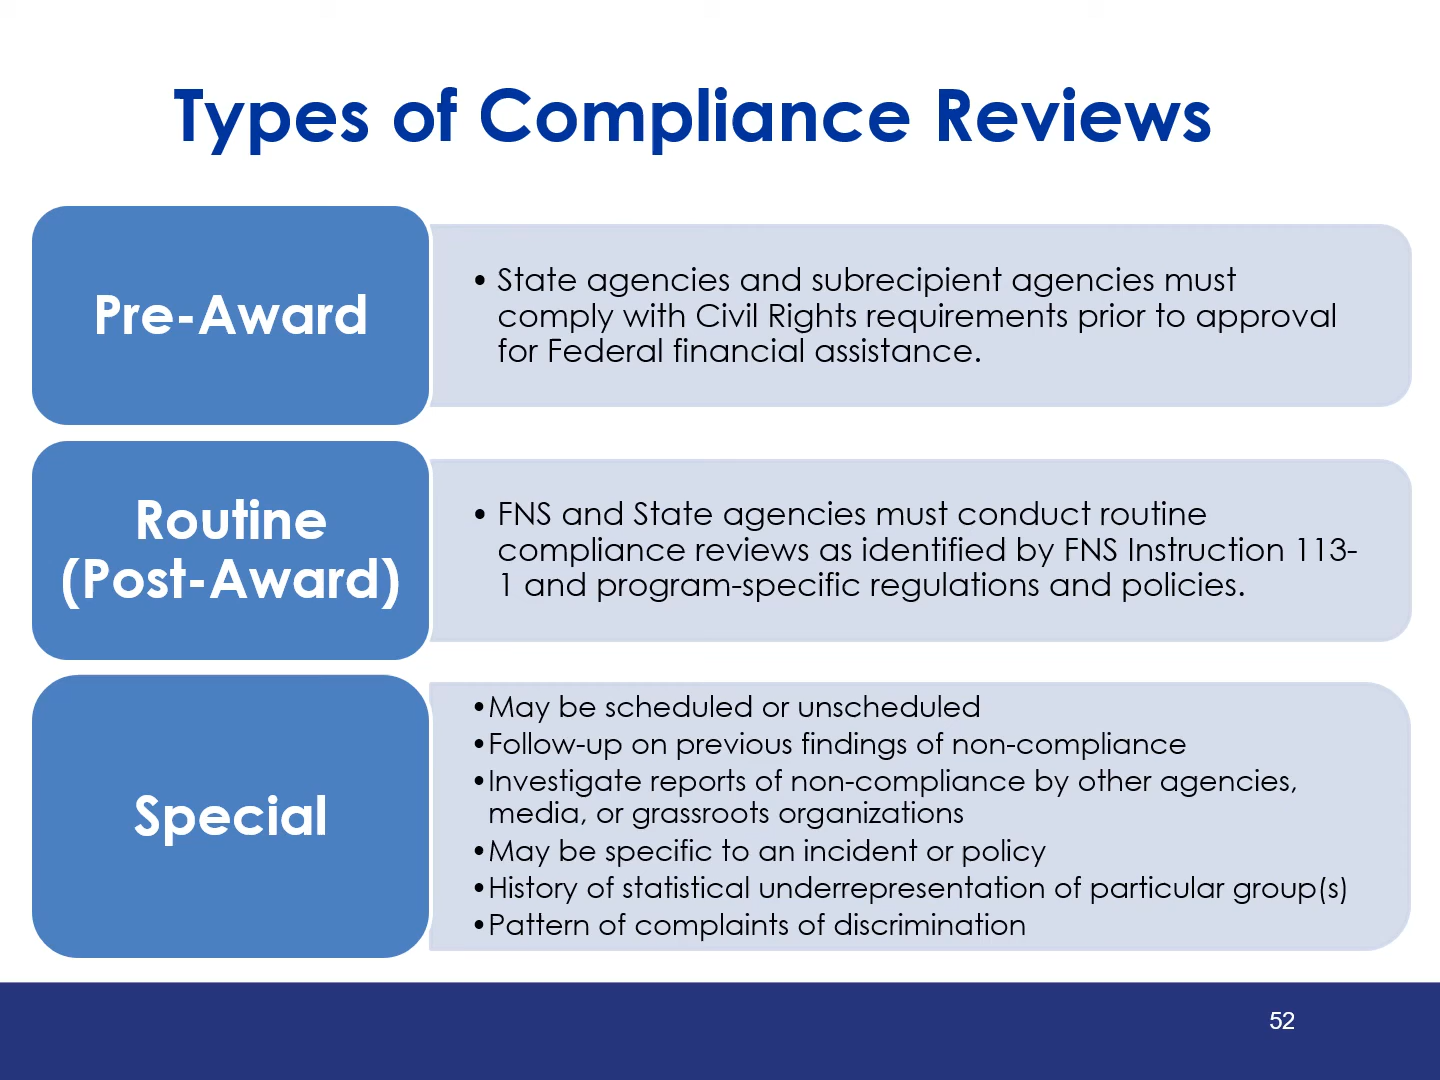 Types of Compliance Reviews
Pre-Award
• State agencies and subrecipient agencies must
comply with Civil Rights requirements prior to approval
for Federal financial assistance.
Routine
(Post-Award)
• FNS and State agencies must conduct routine
compliance reviews as identified by FNS Instruction 113-
1 and program-specific regulations and policies.
Special
•May be scheduled or unscheduled
•Follow-up on previous findings of non-compliance
•Investigate reports of non-compliance by other agencies,
media, or grassroots organizations
•May be specific to an incident or policy
•History of statistical underrepresentation of particular group(s)
•Pattern of complaints of discrimination
52